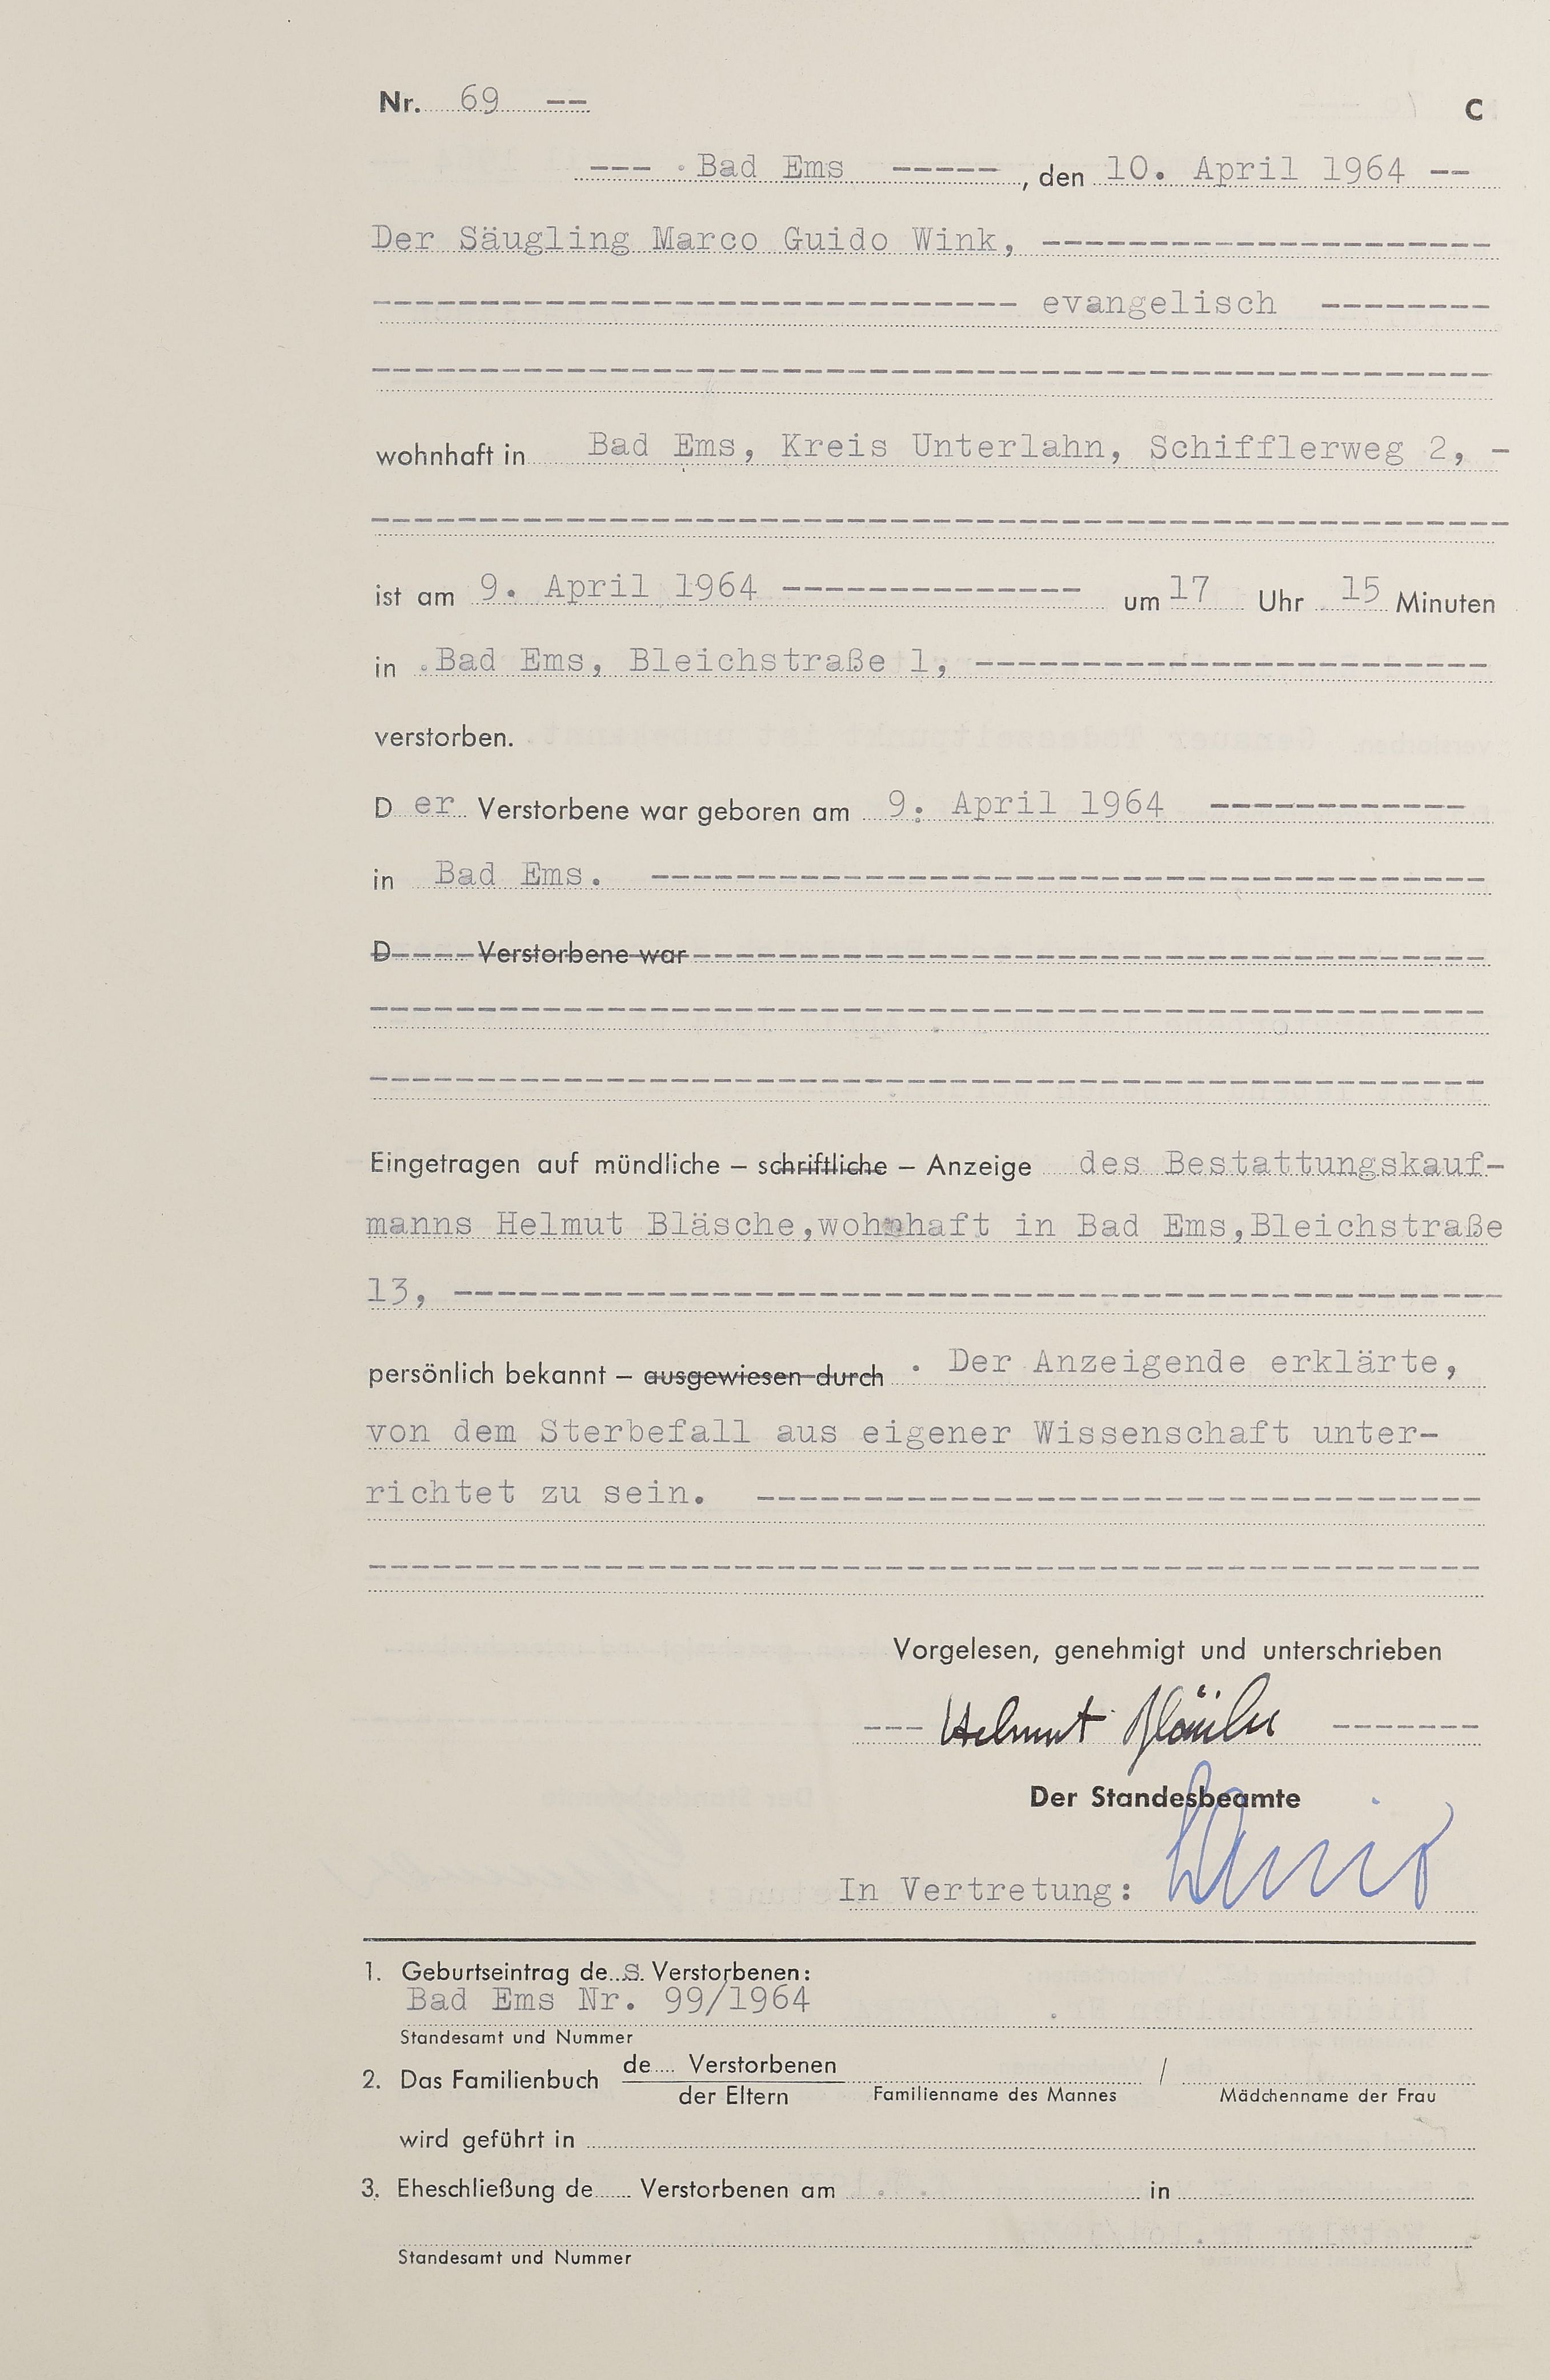 Nr. 69 -- C
--- Bad Ems -----, den 10. April 1964 --
Der Säugling Marco Guido Wink, ---------------------
------------------------------ evangelisch --------
----------------------------------------------------
wohnhaft in Bad Ems, Kreis Unterlahn, Schifflerweg 2, -
-----------------------------------------------------
ist am 9. April 1964 -------------- um 17 Uhr 15 Minuten
in Bad Ems, Bleichstraße 1, ------------------------
verstorben.
Der Verstorbene war geboren am 9. April 1964 ------------
in Bad Ems. ---------------------------------------
D---- Verstorbene war -------------------------------------
----------------------------------------------------
----------------------------------------------------
Eingetragen auf mündliche – schriftliche – Anzeige des Bestattungskauf-
manns Helmut Bläsche,wohnhaft in Bad Ems,Bleichstraße
13, -------------------------------------------------
persönlich bekannt – ausgewiesen durch . Der Anzeigende erklärte,
von dem Sterbefall aus eigener Wissenschaft unter-
richtet zu sein. ----------------------------------
----------------------------------------------------
Vorgelesen, genehmigt und unterschrieben
--- Helmut Bläsche -------
Der Standesbeamte
In Vertretung:
1. Geburtseintrag des Verstorbenen:
Bad Ems Nr. 99/1964
Standesamt und Nummer
2. Das Familienbuch de.... Verstorbenen / 
der Eltern Familienname des Mannes Mädchenname der Frau
wird geführt in
3. Eheschließung de...... Verstorbenen am in
Standesamt und Nummer